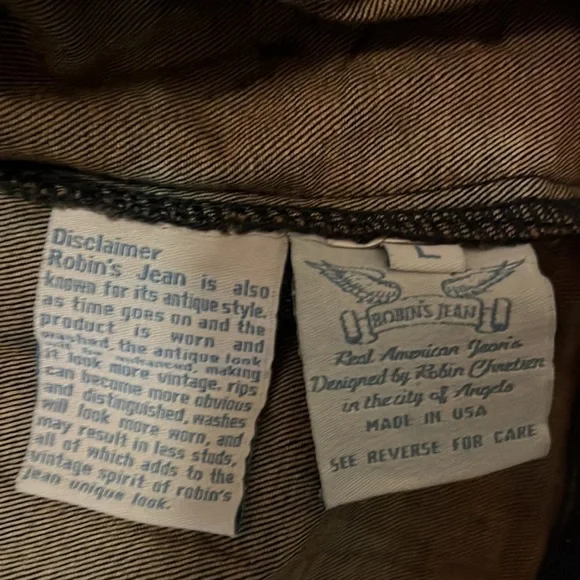 Disclaimer
Robin's Jean is also
known for its antique style.
as time goes on and the
product is worn and
washed, the antique look
will be enhanced, making
it look more vintage. rips
can become more obvious
and distinguished, washes
will look more worn, and
may result in less studs,
all of which adds to the
vintage spirit of robin's
jean unique look.
L
ROBIN'S JEAN
Real American Jean's
Designed by Robin Chretien
in the city of Angels
MADE IN USA
SEE REVERSE FOR CARE